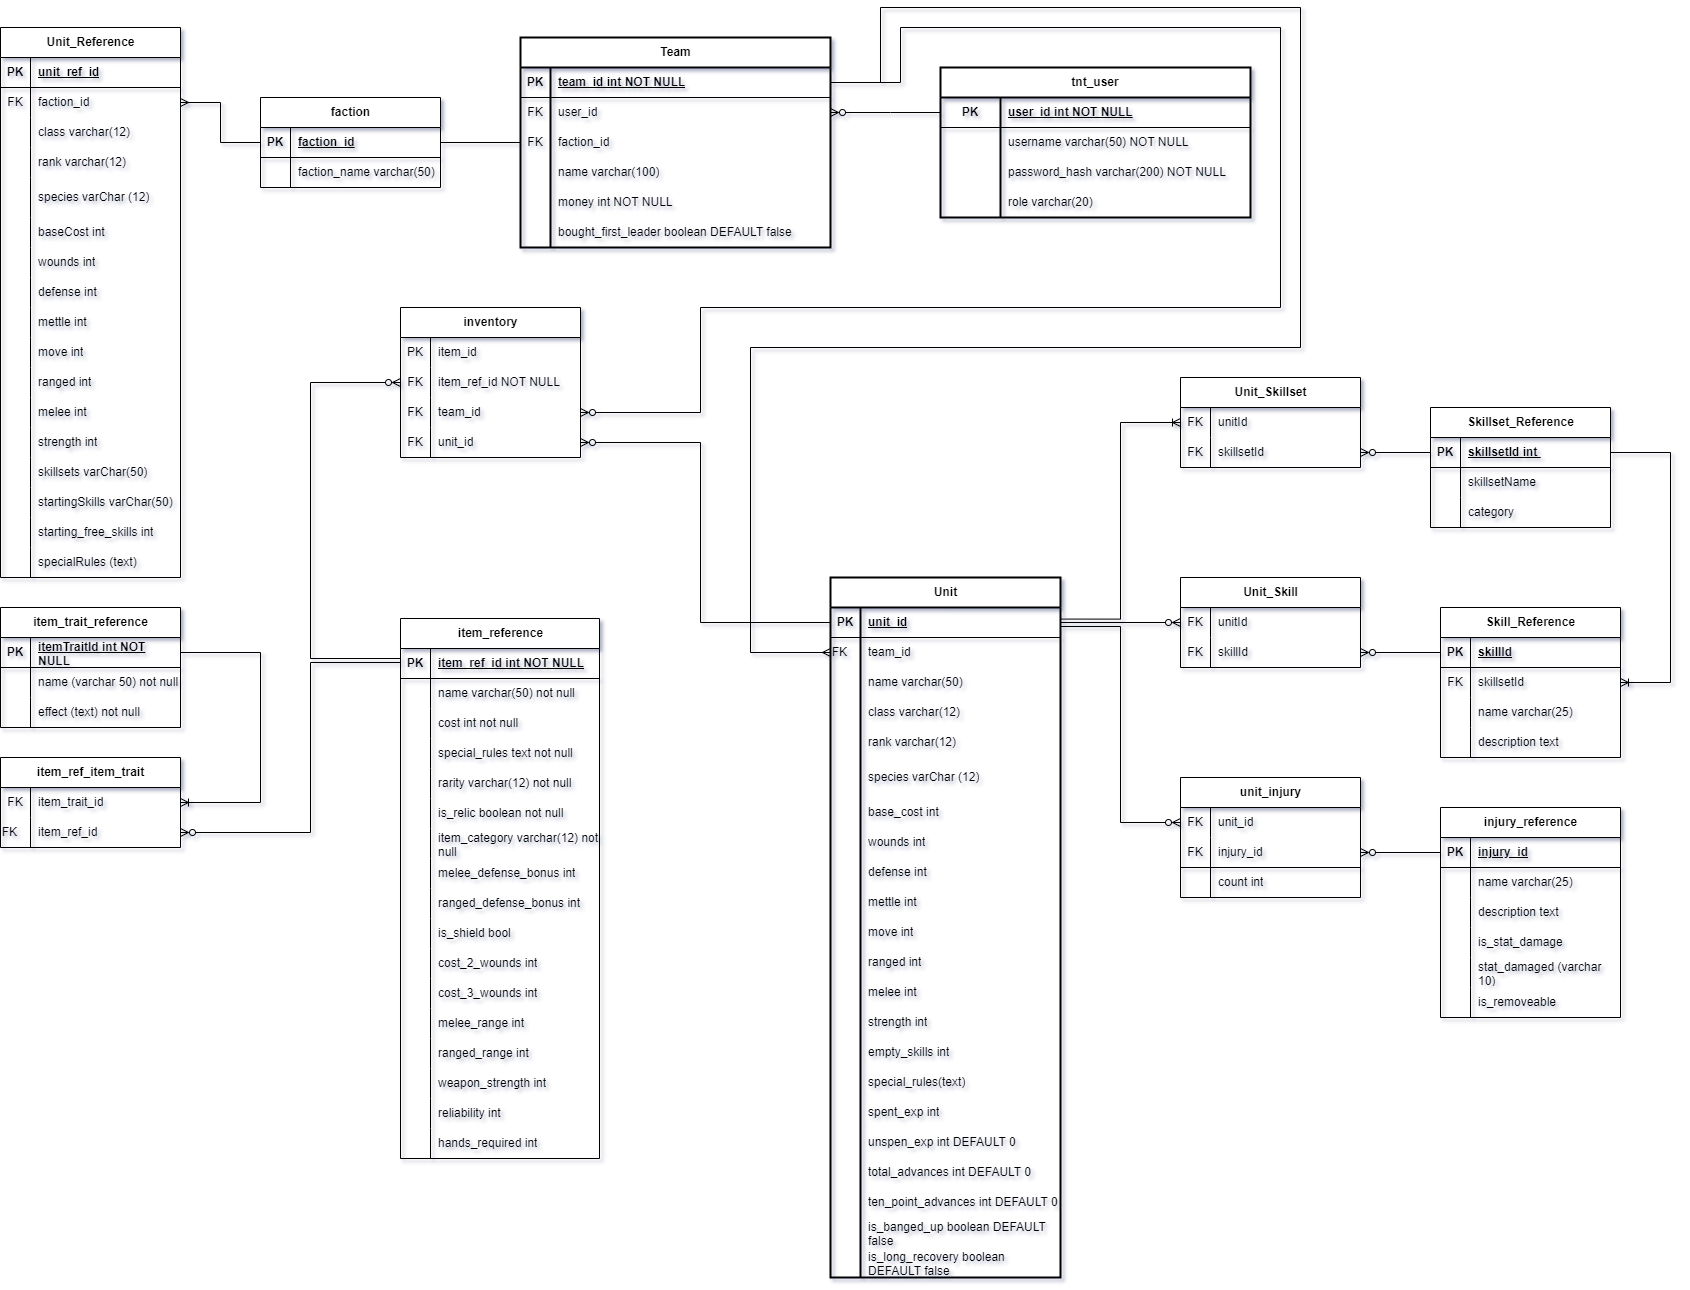 Unit_Reference
PK unit_ref_id
FK faction_id
class varchar(12)
rank varchar(12)
species varChar (12)
baseCost int
wounds int
defense int
mettle int
move int
ranged int
melee int
strength int
skillsets varChar(50)
startingSkills varChar(50)
starting_free_skills int
specialRules (text)
faction
PK faction_id
faction_name varchar(50)
Team
PK team_id int NOT NULL
FK user_id
FK faction_id
name varchar(100)
money int NOT NULL
bought_first_leader boolean DEFAULT false
tnt_user
PK user_id int NOT NULL
username varchar(50) NOT NULL
password_hash varchar(200) NOT NULL
role varchar(20)
inventory
PK item_id
FK item_ref_id NOT NULL
FK team_id
FK unit_id
Unit_Skillset
FK unitId
FK skillsetId
Skillset_Reference
PK skillsetId int
skillsetName
category
item_trait_reference
PK itemTraitId int NOT
NULL
name (varchar 50) not null
effect (text) not null
item_ref_item_trait
FK item_trait_id
FK item_ref_id
item_reference
PK item_ref_id int NOT NULL
name varchar(50) not null
cost int not null
special_rules text not null
rarity varchar(12) not null
is_relic boolean not null
item_category varchar(12) not
null
melee_defense_bonus int
ranged_defense_bonus int
is_shield bool
cost_2_wounds int
cost_3_wounds int
melee_range int
ranged_range int
weapon_strength int
reliability int
hands_required int
Unit
PK unit_id
FK team_id
name varchar(50)
class varchar(12)
rank varchar(12)
species varChar (12)
base_cost int
wounds int
defense int
mettle int
move int
ranged int
melee int
strength int
empty_skills int
special_rules(text)
spent_exp int
unspen_exp int DEFAULT 0
total_advances int DEFAULT 0
ten_point_advances int DEFAULT 0
is_banged_up boolean DEFAULT
false
is_long_recovery boolean
DEFAULT false
Unit_Skill
FK unitId
FK skillId
Skill_Reference
PK skillId
FK skillsetId
name varchar(25)
description text
unit_injury
FK unit_id
FK injury_id
count int
injury_reference
PK injury_id
name varchar(25)
description text
is_stat_damage
stat_damaged (varchar
10)
is_removeable